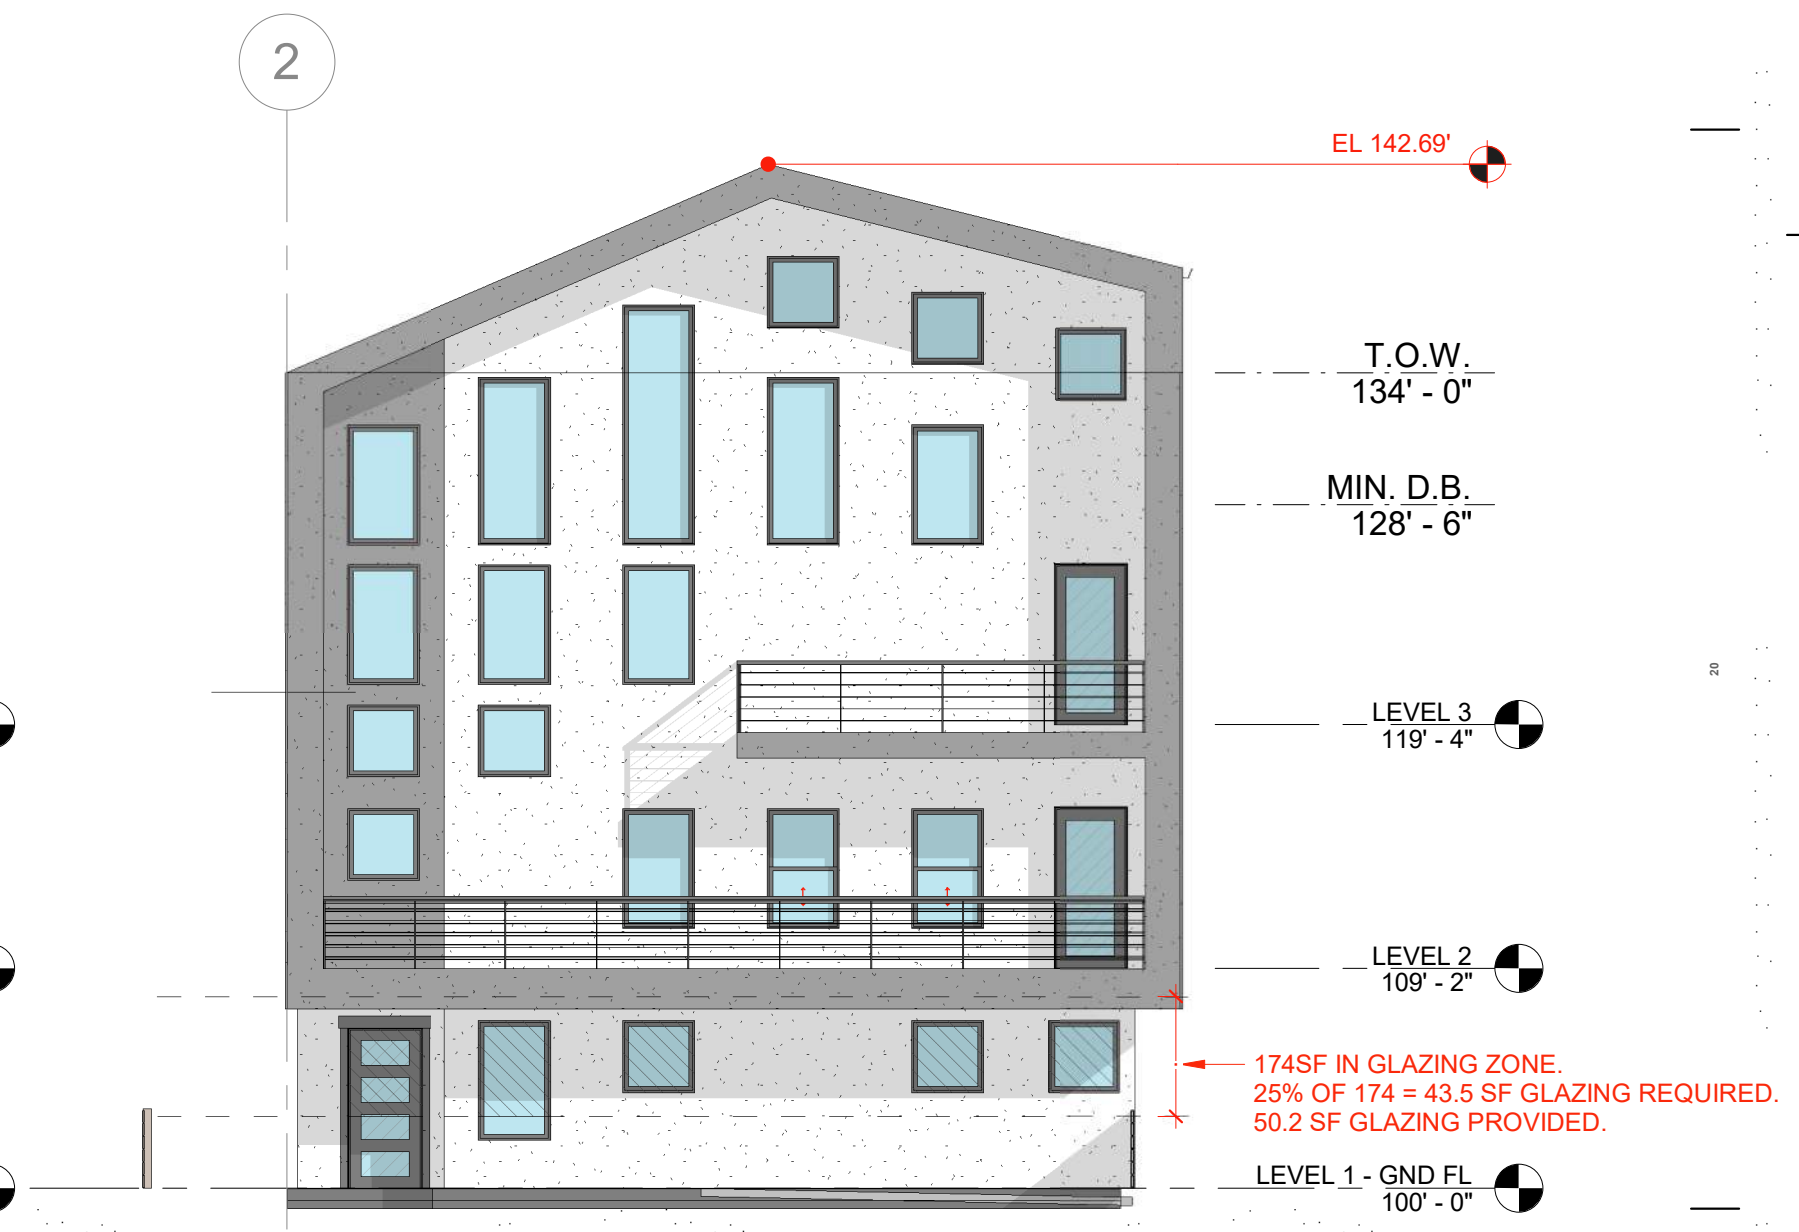 2
EL 142.69'
T.O.W.
134' - 0"
MIN. D.B.
128' - 6"
20
LEVEL 3
119' - 4"
LEVEL 2
109' - 2"
174SF IN GLAZING ZONE.
25% OF 174 = 43.5 SF GLAZING REQUIRED.
50.2 SF GLAZING PROVIDED.
LEVEL 1 - GND FL
100' - 0"